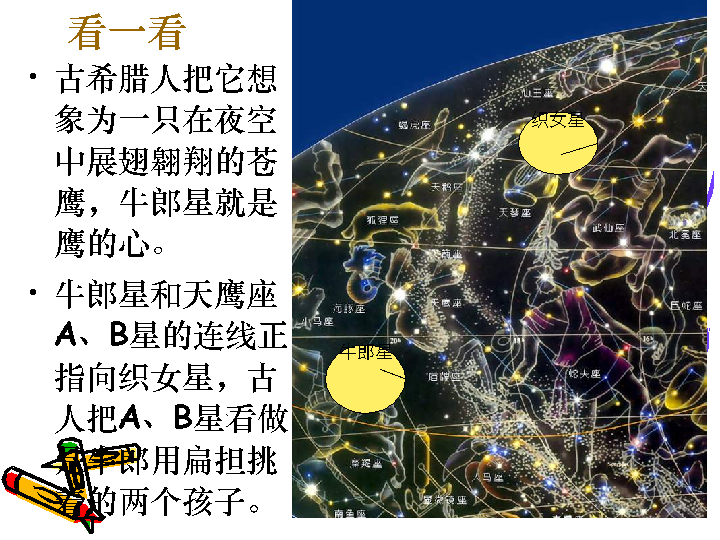 看一看
• 古希腊人把它想
象为一只在夜空
中展翅翱翔的苍
鹰，牛郎星就是
鹰的心。
• 牛郎星和天鹰座
A、B星的连线正
指向织女星，古
人把A、B星看做
是牛郎用扁担挑
着的两个孩子。
仙王座
织女星
蝎虎座
天鹅座
天琴座
狐狸座
武仙座
北冕座
海豚座
天鹰座
巨蛇座
小马座
牛郎星
盾牌座
蛇夫座
摩羯座
人马座
显微镜座
南鱼座